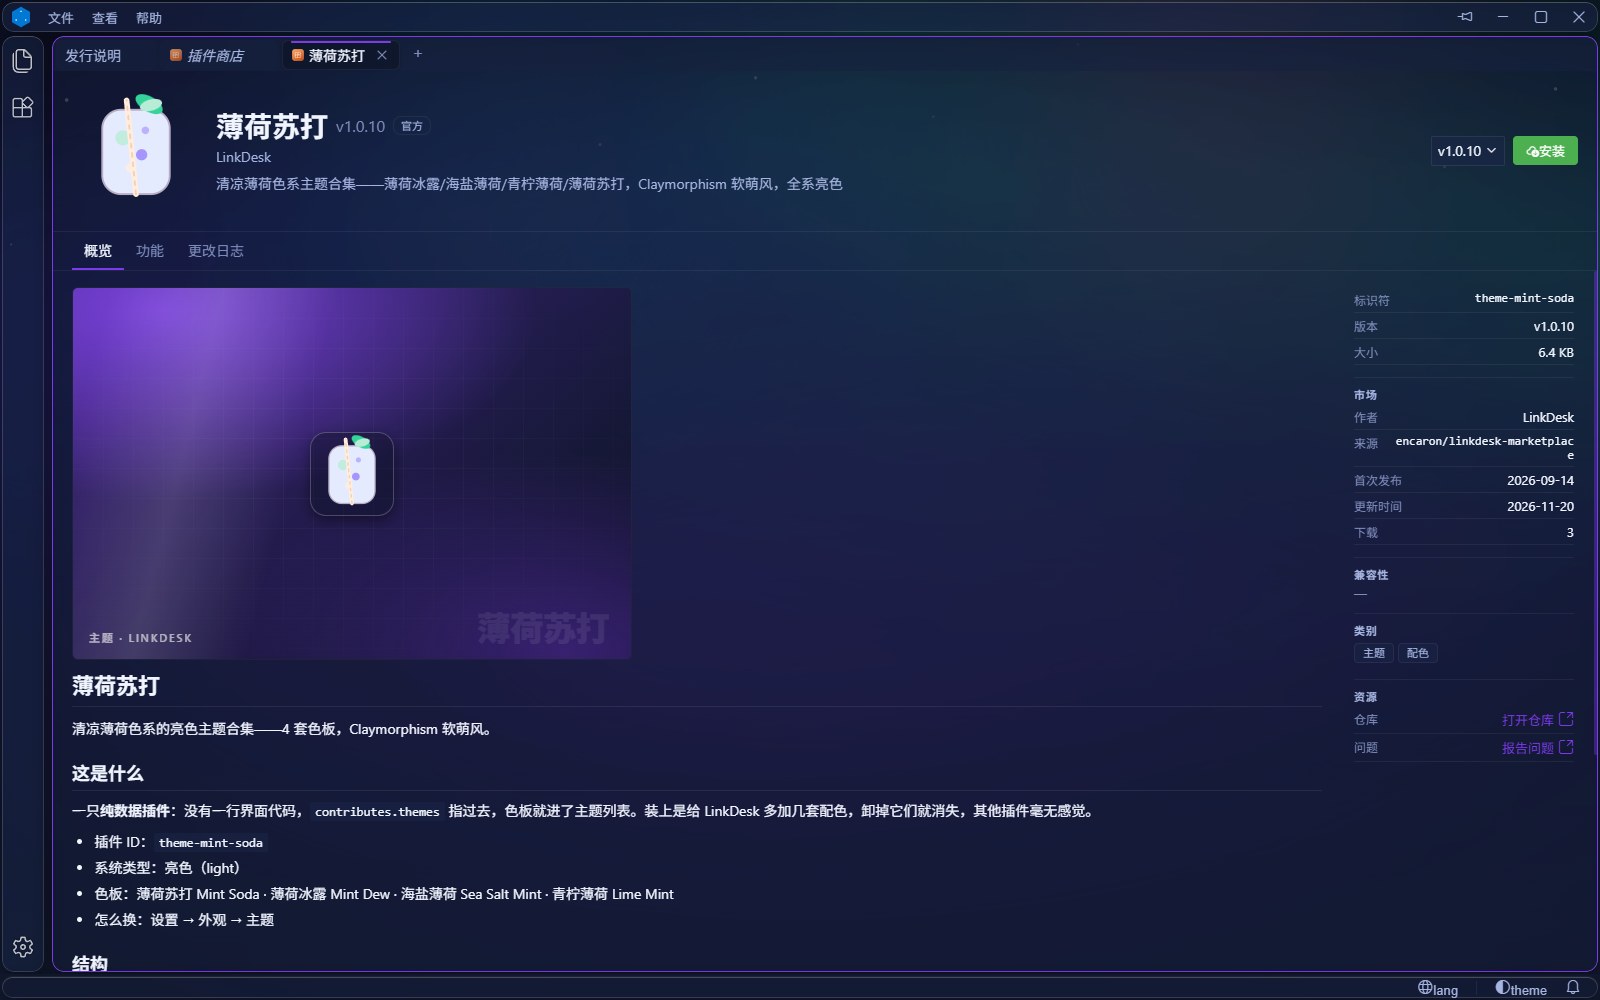 文件 查看 帮助
发行说明 插件商店 薄荷苏打
薄荷苏打 v1.0.10 官方
LinkDesk
清凉薄荷色系主题合集——薄荷冰露/海盐薄荷/青柠薄荷/薄荷苏打，Claymorphism 软萌风，全系亮色
v1.0.10 安装
概览 功能 更改日志
主题 · LINKDESK
薄荷苏打
薄荷苏打
清凉薄荷色系的亮色主题合集——4 套色板，Claymorphism 软萌风。
这是什么
一只纯数据插件：没有一行界面代码， contributes.themes 指过去，色板就进了主题列表。装上是给 LinkDesk 多加几套配色，卸掉它们就消失，其他插件毫无感觉。
• 插件 ID： theme-mint-soda
• 系统类型：亮色（light）
• 色板：薄荷苏打 Mint Soda · 薄荷冰露 Mint Dew · 海盐薄荷 Sea Salt Mint · 青柠薄荷 Lime Mint
• 怎么换：设置 → 外观 → 主题
结构
标识符 theme-mint-soda
版本 v1.0.10
大小 6.4 KB
市场
作者 LinkDesk
来源 encaron/linkdesk-marketplac
e
首次发布 2026-09-14
更新时间 2026-11-20
下载 3
兼容性
—
类别
主题 配色
资源
仓库 打开仓库
问题 报告问题
lang theme